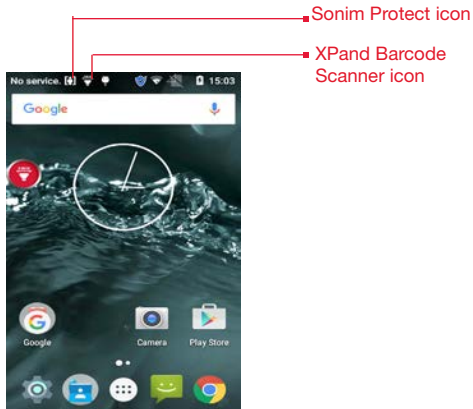 Sonim Protect icon
XPand Barcode
Scanner icon
No service. 15:03
Google
Google
Camera
Play Store